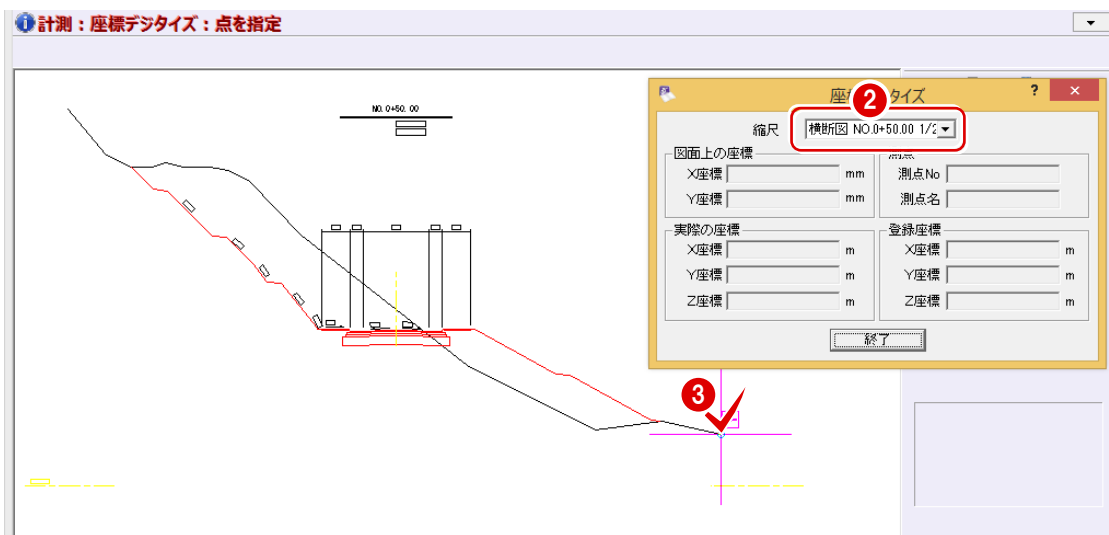 計測：座標デジタイズ：点を指定
NO. 0+50. 00
座 タイズ
?
×
2
縮尺
横断図 NO.0+50.00 1/2
図面上の座標
X座標
mm
測点No
Y座標
mm
測点名
実際の座標
登録座標
X座標
m
X座標
m
Y座標
m
Y座標
m
Z座標
m
Z座標
m
終了
3